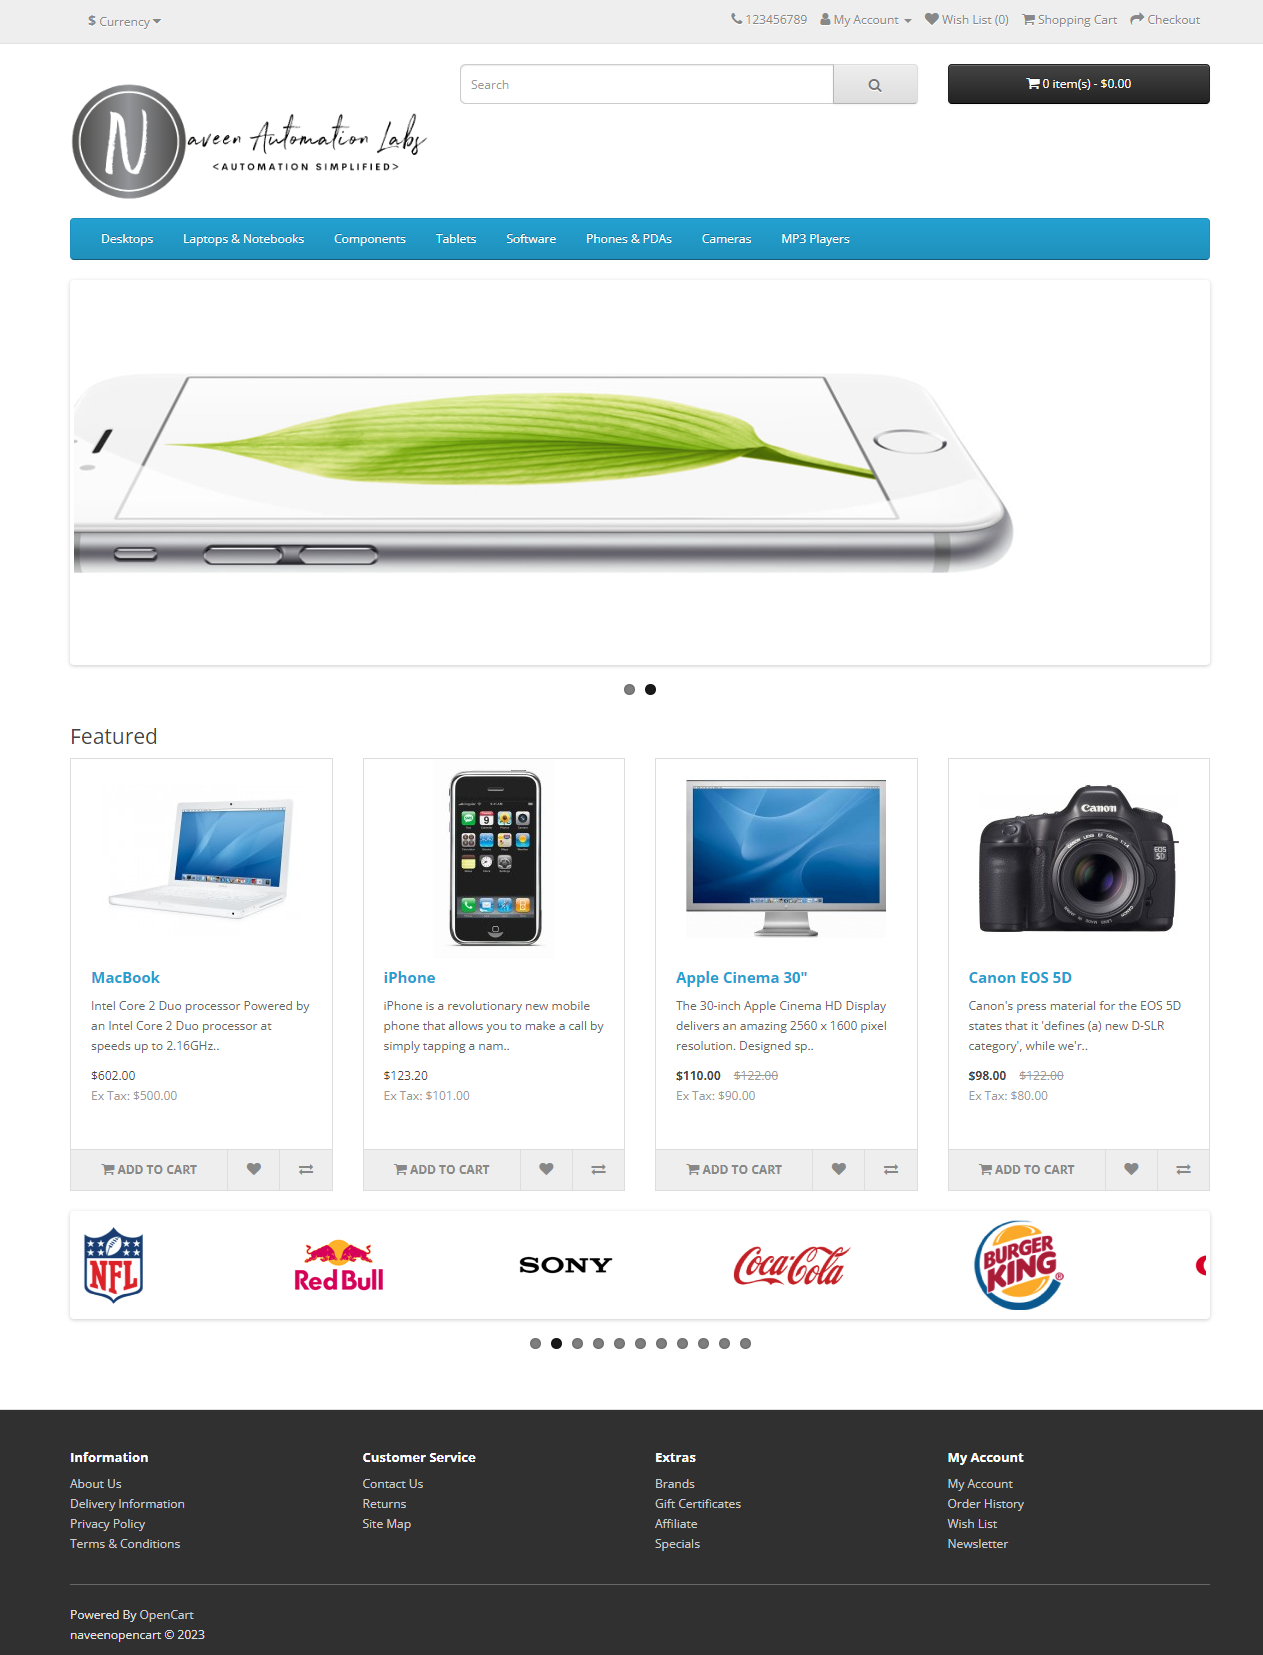 $ Currency
123456789 My Account Wish List (0) Shopping Cart Checkout
Search
0 item(s) - $0.00
N
aveen Automation Labs
<AUTOMATION SIMPLIFIED>
Desktops Laptops & Notebooks Components Tablets Software Phones & PDAs Cameras MP3 Players
Featured
Canon
EOS
5D
MacBook
Intel Core 2 Duo processor Powered by
an Intel Core 2 Duo processor at
speeds up to 2.16GHz..
$602.00
Ex Tax: $500.00
ADD TO CART
iPhone
iPhone is a revolutionary new mobile
phone that allows you to make a call by
simply tapping a nam..
$123.20
Ex Tax: $101.00
ADD TO CART
Apple Cinema 30"
The 30-inch Apple Cinema HD Display
delivers an amazing 2560 x 1600 pixel
resolution. Designed sp..
$110.00 $122.00
Ex Tax: $90.00
ADD TO CART
Canon EOS 5D
Canon's press material for the EOS 5D
states that it 'defines (a) new D-SLR
category', while we'r..
$98.00 $122.00
Ex Tax: $80.00
ADD TO CART
NFL
Red Bull
SONY
Coca-Cola
BURGER
KING
Information
About Us
Delivery Information
Privacy Policy
Terms & Conditions
Customer Service
Contact Us
Returns
Site Map
Extras
Brands
Gift Certificates
Affiliate
Specials
My Account
My Account
Order History
Wish List
Newsletter
Powered By OpenCart
naveenopencart © 2023